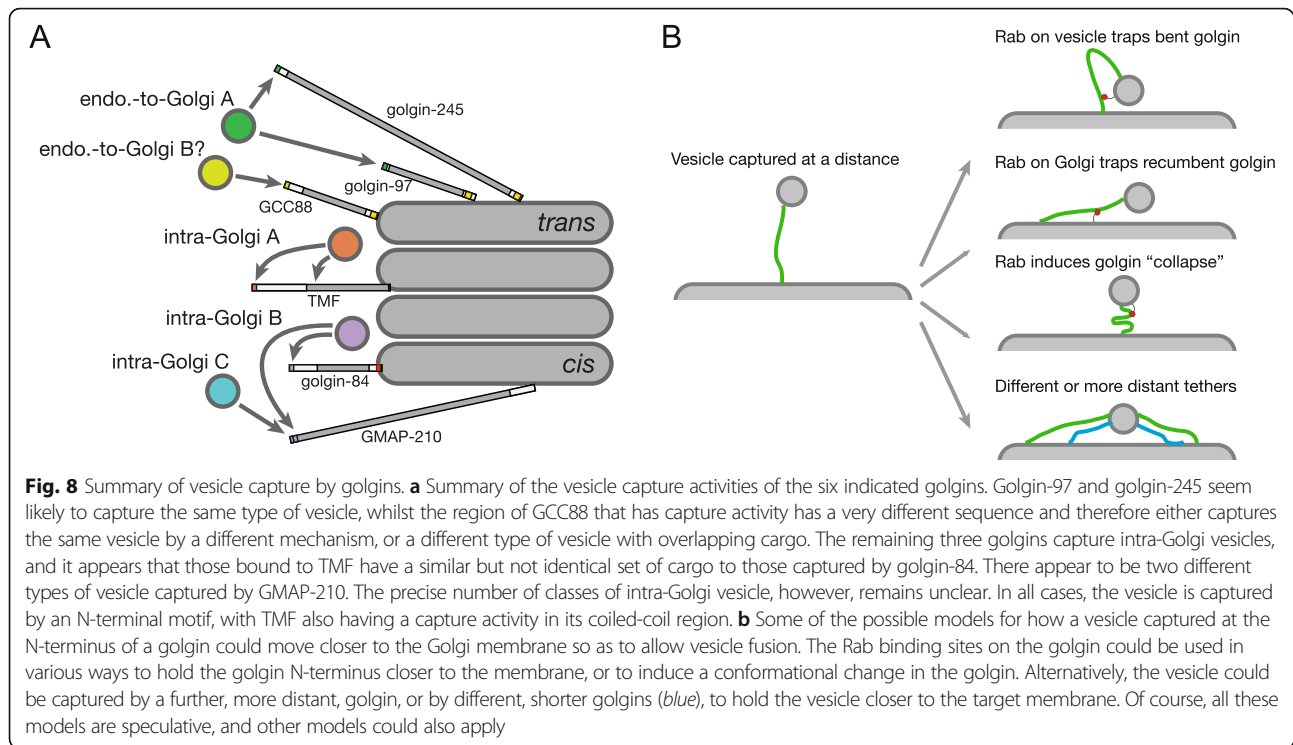 A
endo.-to-Golgi A
golgin-245
endo.-to-Golgi B?
golgin-97
GCC88
trans
intra-Golgi A
TMF
intra-Golgi B
intra-Golgi C
golgin-84
cis
GMAP-210
B
Vesicle captured at a distance
Rab on vesicle traps bent golgin
Rab on Golgi traps recumbent golgin
Rab induces golgin “collapse”
Different or more distant tethers
Fig. 8 Summary of vesicle capture by golgins. a Summary of the vesicle capture activities of the six indicated golgins. Golgin-97 and golgin-245 seem
likely to capture the same type of vesicle, whilst the region of GCC88 that has capture activity has a very different sequence and therefore either captures
the same vesicle by a different mechanism, or a different type of vesicle with overlapping cargo. The remaining three golgins capture intra-Golgi vesicles,
and it appears that those bound to TMF have a similar but not identical set of cargo to those captured by golgin-84. There appear to be two different
types of vesicle captured by GMAP-210. The precise number of classes of intra-Golgi vesicle, however, remains unclear. In all cases, the vesicle is captured
by an N-terminal motif, with TMF also having a capture activity in its coiled-coil region. b Some of the possible models for how a vesicle captured at the
N-terminus of a golgin could move closer to the Golgi membrane so as to allow vesicle fusion. The Rab binding sites on the golgin could be used in
various ways to hold the golgin N-terminus closer to the membrane, or to induce a conformational change in the golgin. Alternatively, the vesicle could
be captured by a further, more distant, golgin, or by different, shorter golgins (blue), to hold the vesicle closer to the target membrane. Of course, all these
models are speculative, and other models could also apply